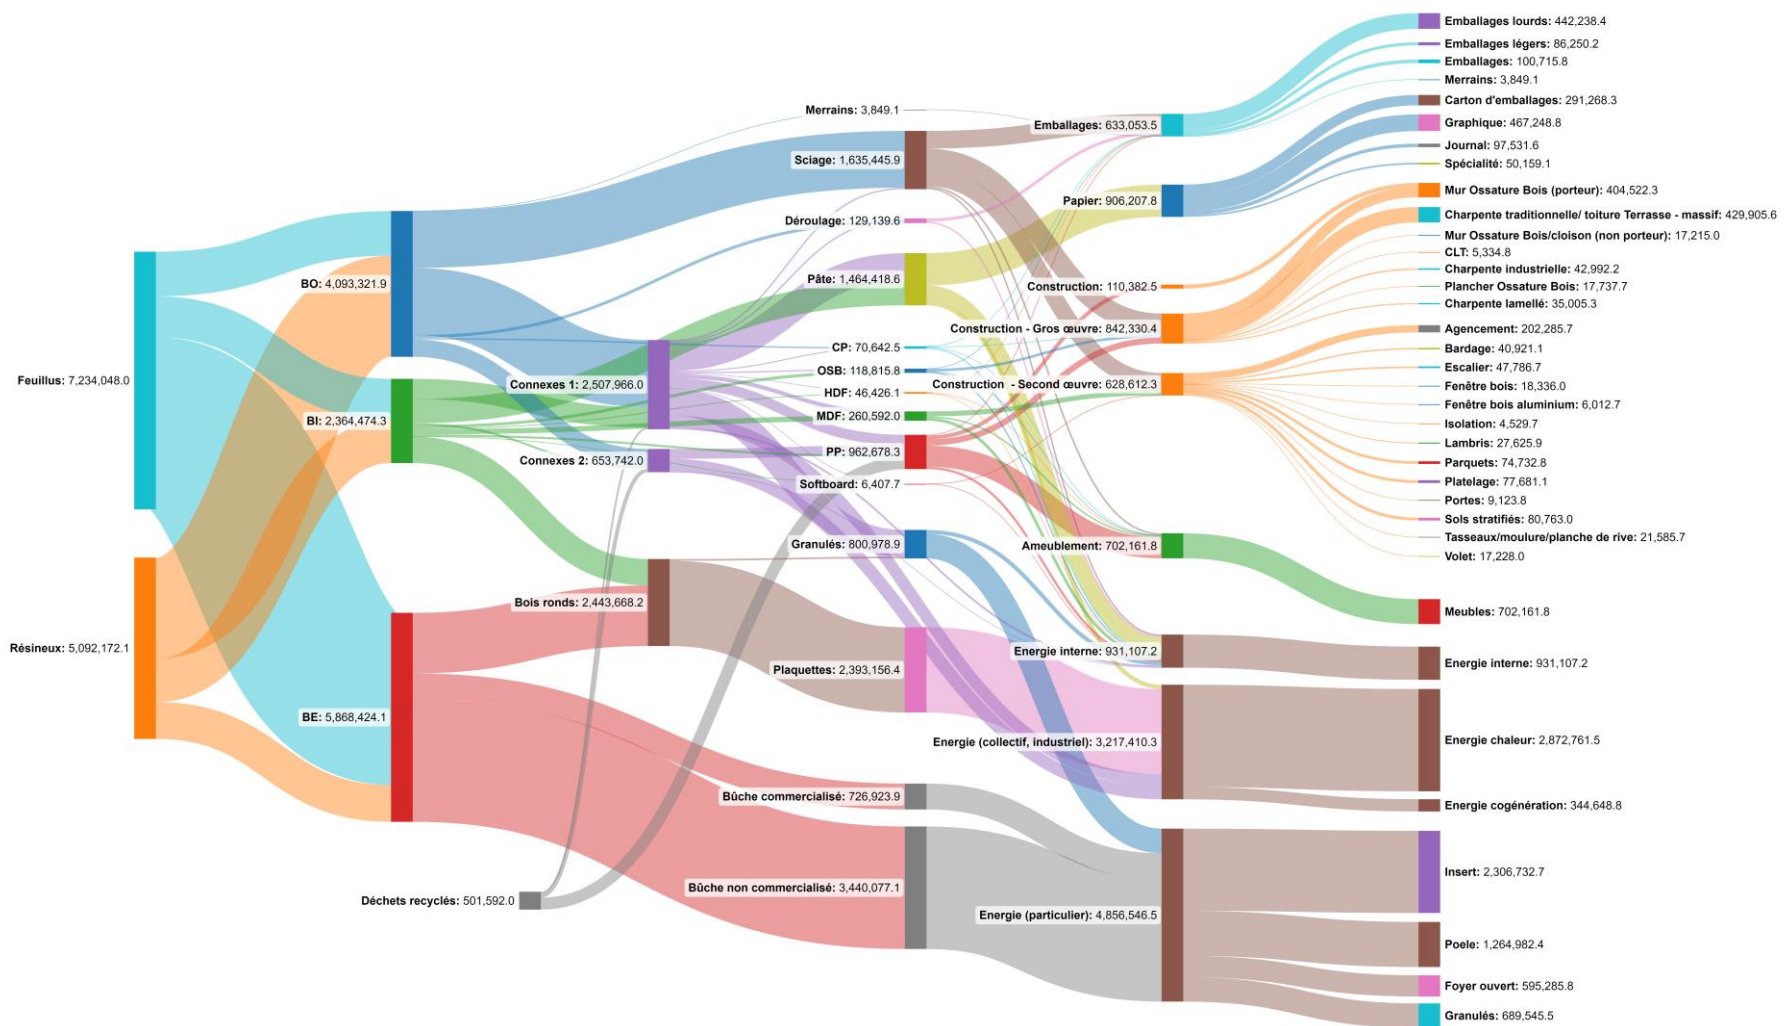 Feuillus: 7,234,048.0
Résineux: 5,092,172.1
BO: 4,093,321.9
BI: 2,364,474.3
BE: 5,868,424.1
Déchets recyclés: 501,592.0
Connexes 1: 2,507,966.0
Connexes 2: 653,742.0
Bois ronds: 2,443,668.2
Merrains: 3,849.1
Sciage: 1,635,445.9
Déroulage: 129,139.6
Pâte: 1,464,418.6
CP: 70,642.5
OSB: 118,815.8
HDF: 46,426.1
MDF: 260,592.0
PP: 962,678.3
Softboard: 6,407.7
Granulés: 800,978.9
Plaquettes: 2,393,156.4
Bûche commercialisé: 726,923.9
Bûche non commercialisé: 3,440,077.1
Emballages: 633,053.5
Papier: 906,207.8
Construction: 110,382.5
Construction - Gros œuvre: 842,330.4
Construction - Second œuvre: 628,612.3
Ameublement: 702,161.8
Energie interne: 931,107.2
Energie (collectif, industriel): 3,217,410.3
Energie (particulier): 4,856,546.5
Emballages lourds: 442,238.4
Emballages légers: 86,250.2
Emballages: 100,715.8
Merrains: 3,849.1
Carton d'emballages: 291,268.3
Graphique: 467,248.8
Journal: 97,531.6
Spécialité: 50,159.1
Mur Ossature Bois (porteur): 404,522.3
Charpente traditionnelle/ toiture Terrasse - massif: 429,905.6
Mur Ossature Bois/cloison (non porteur): 17,215.0
CLT: 5,334.8
Charpente industrielle: 42,992.2
Plancher Ossature Bois: 17,737.7
Charpente lamellé: 35,005.3
Agencement: 202,285.7
Bardage: 40,921.1
Escalier: 47,786.7
Fenêtre bois: 18,336.0
Fenêtre bois aluminium: 6,012.7
Isolation: 4,529.7
Lambris: 27,625.9
Parquets: 74,732.8
Platelage: 77,681.1
Portes: 9,123.8
Sols stratifiés: 80,763.0
Tasseaux/moulure/planche de rive: 21,585.7
Volet: 17,228.0
Meubles: 702,161.8
Energie interne: 931,107.2
Energie chaleur: 2,872,761.5
Energie cogénération: 344,648.8
Insert: 2,306,732.7
Poele: 1,264,982.4
Foyer ouvert: 595,285.8
Granulés: 689,545.5